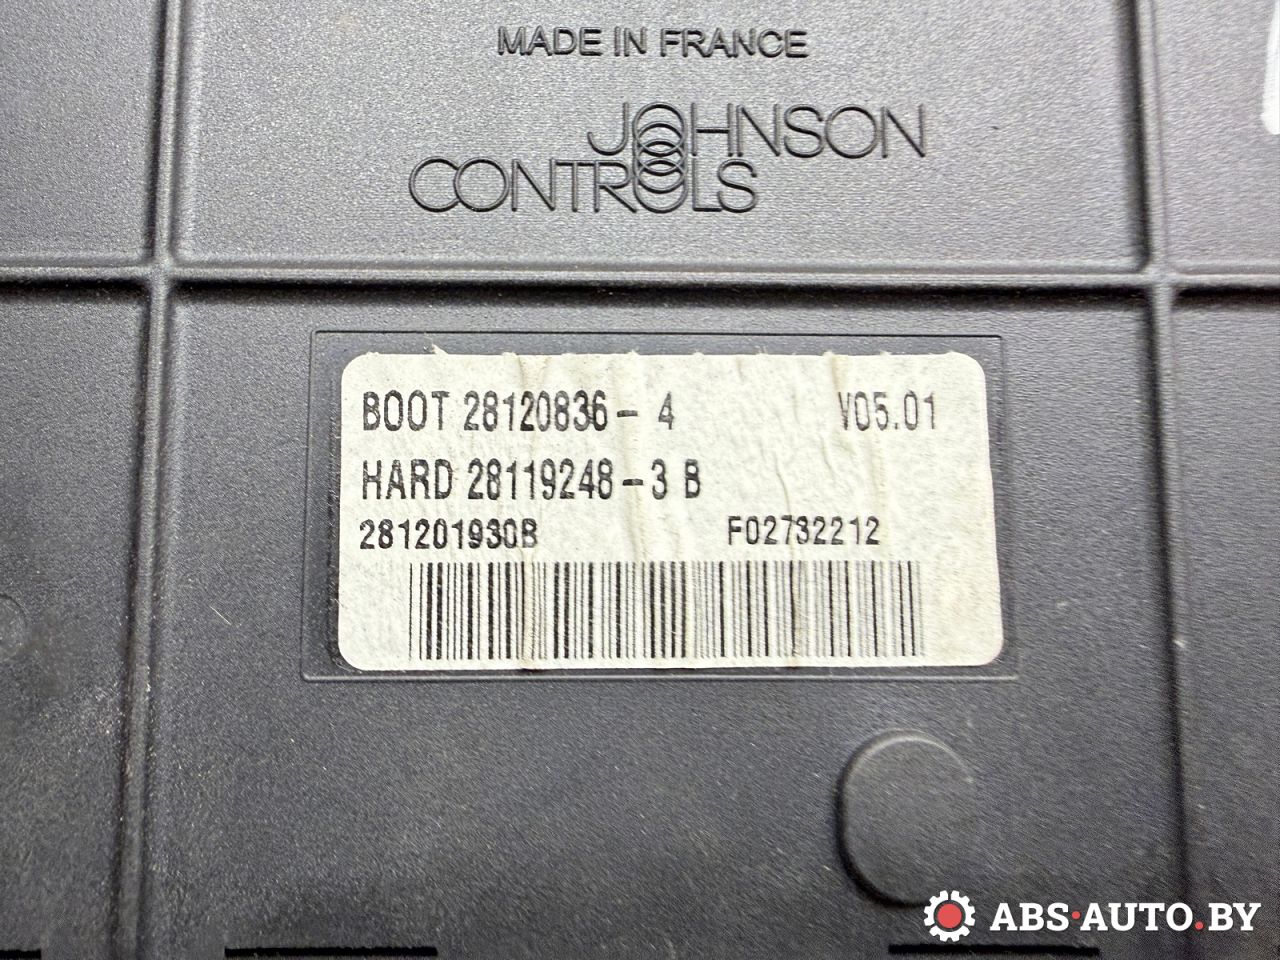 MADE IN FRANCE
JOHNSON
CONTROLS
BOOT 28120836-4 V05.01
HARD 28119248-3 B
281201930B F02732212
ABS·AUTO.BY